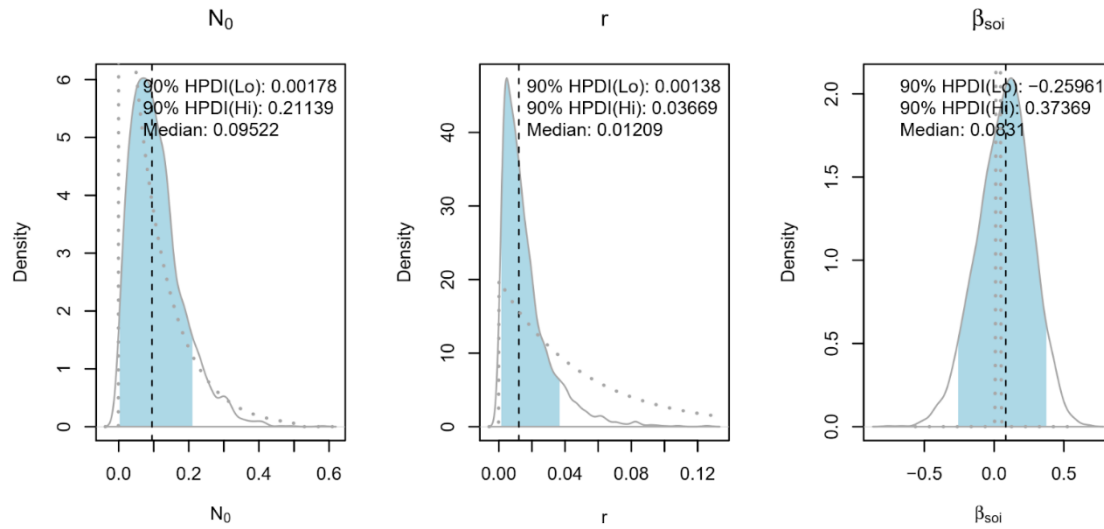 N0
90% HPDI(Lo): 0.00178
90% HPDI(Hi): 0.21139
Median: 0.09522
Density
6
5
4
3
2
1
0
0.0 0.2 0.4 0.6
N0
r
90% HPDI(Lo): 0.00138
90% HPDI(Hi): 0.03669
Median: 0.01209
Density
40
30
20
10
0
0.00 0.04 0.08 0.12
r
βsoi
90% HPDI(Lo): −0.25961
90% HPDI(Hi): 0.37369
Median: 0.0831
Density
2.0
1.5
1.0
0.5
0.0
−0.5 0.0 0.5
βsoi